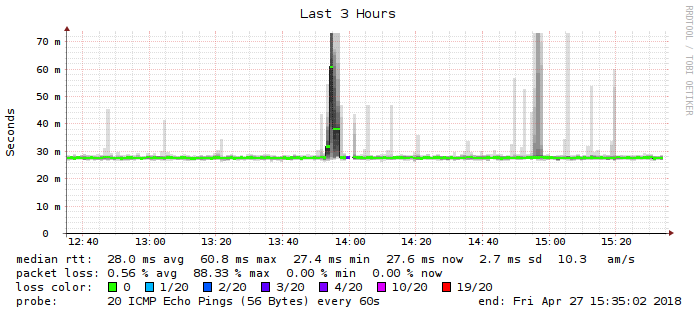 Last 3 Hours
RRDTOOL / TOBI OETIKER
Seconds
70 m
60 m
50 m
40 m
30 m
20 m
10 m
0
12:40 13:00 13:20 13:40 14:00 14:20 14:40 15:00 15:20
median rtt: 28.0 ms avg 60.8 ms max 27.4 ms min 27.6 ms now 2.7 ms sd 10.3 am/s
packet loss: 0.56 % avg 88.33 % max 0.00 % min 0.00 % now
loss color: 0 1/20 2/20 3/20 4/20 10/20 19/20
probe: 20 ICMP Echo Pings (56 Bytes) every 60s end: Fri Apr 27 15:35:02 2018